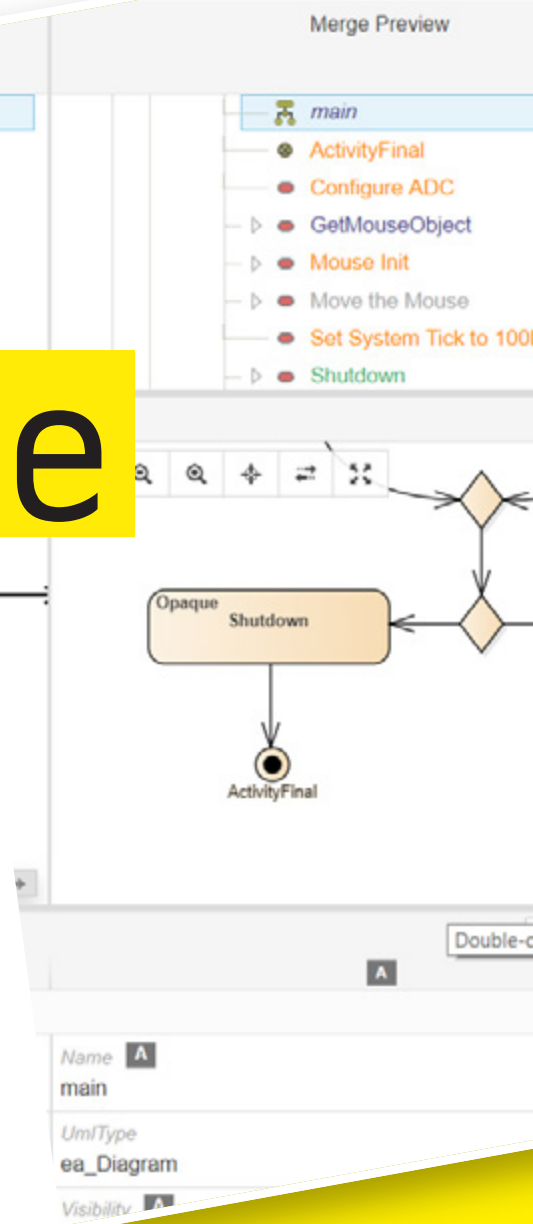 Merge Preview
main
ActivityFinal
Configure ADC
GetMouseObject
Mouse Init
Move the Mouse
Set System Tick to 100
Shutdown
e
Opaque
Shutdown
ActivityFinal
Double-c
A
Name A
main
UmlType
ea_Diagram
Visibility A